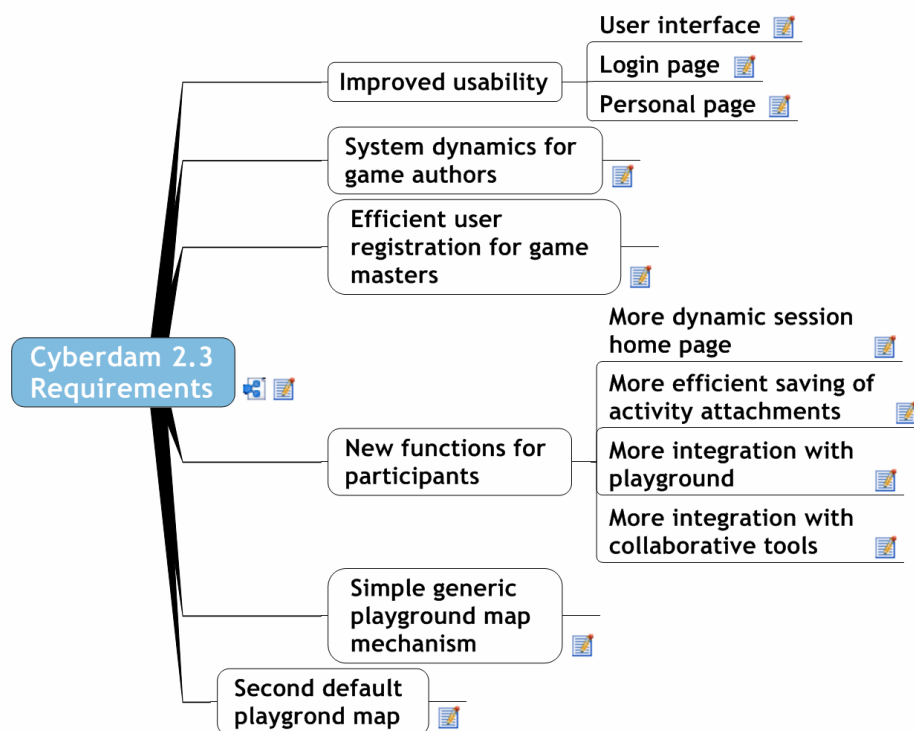 User interface
Login page
Personal page
Improved usability
System dynamics for
game authors
Efficient user
registration for game
masters
Cyberdam 2.3
Requirements
More dynamic session
home page
More efficient saving of
activity attachments
More integration with
playground
More integration with
collaborative tools
New functions for
participants
Simple generic
playground map
mechanism
Second default
playgrond map